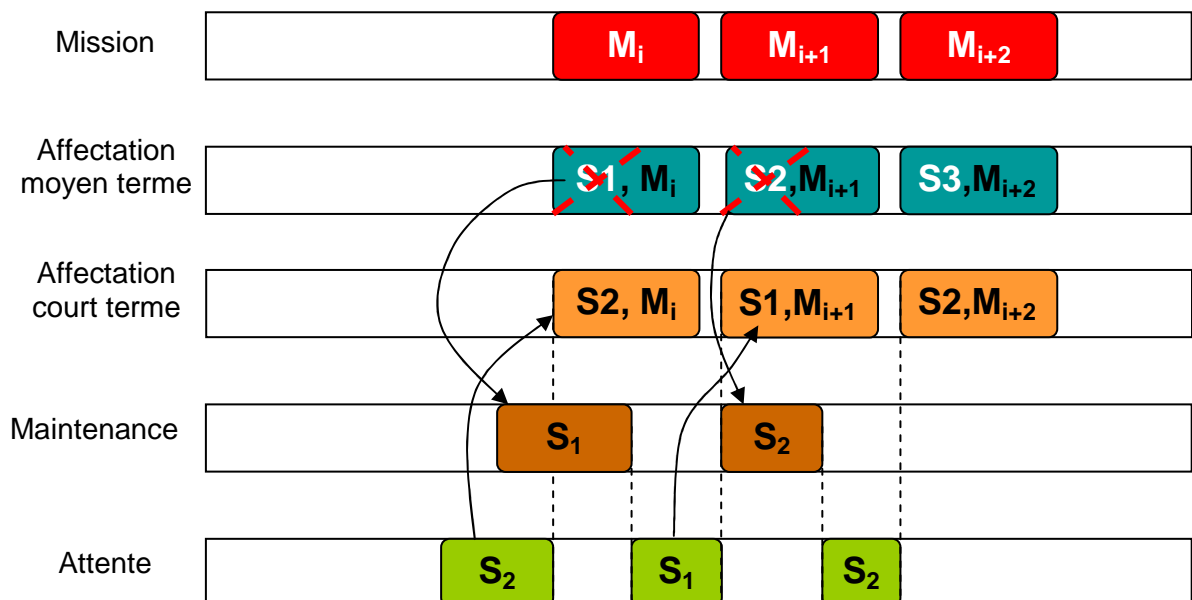 Mission
Mi
Mi+1
Mi+2
Affectation
moyen terme
S1, Mi
S2,Mi+1
S3,Mi+2
Affectation
court terme
S2, Mi
S1,Mi+1
S2,Mi+2
Maintenance
S1
S2
Attente
S2
S1
S2